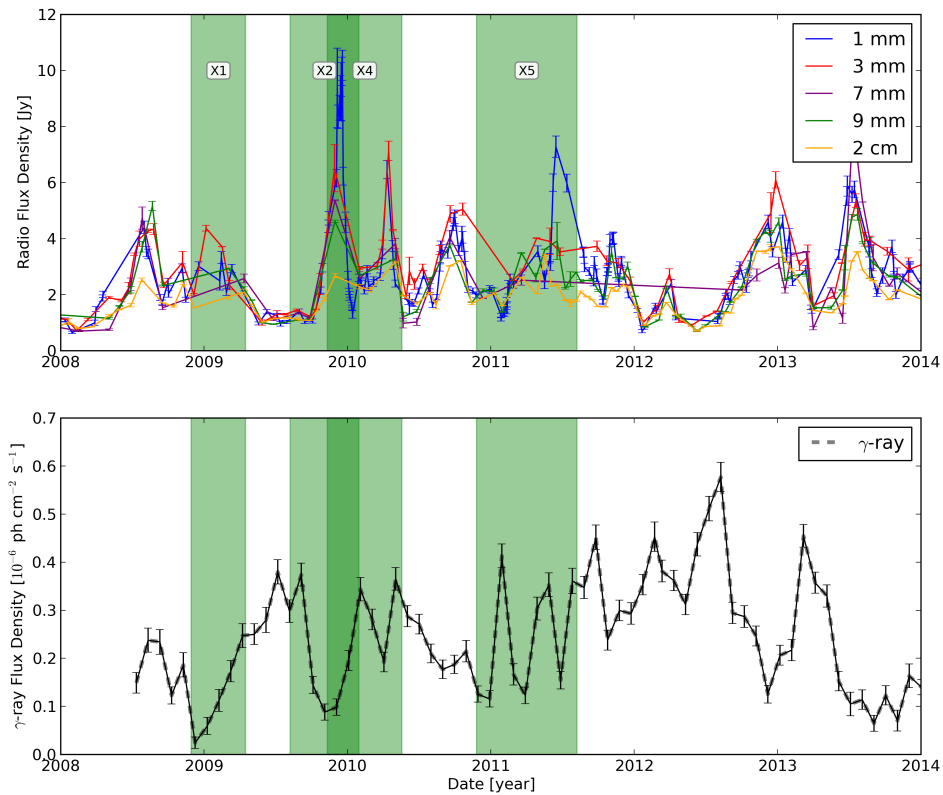 12
10
8
6
4
2
0
Radio Flux Density [Jy]
X1
X2
X4
X5
1 mm
3 mm
7 mm
9 mm
2 cm
2008 2009 2010 2011 2012 2013 2014
0.7
0.6
0.5
0.4
0.3
0.2
0.1
0.0
γ-ray Flux Density [10⁻⁶ ph cm⁻² s⁻¹]
γ-ray
2008 2009 2010 2011 2012 2013 2014
Date [year]